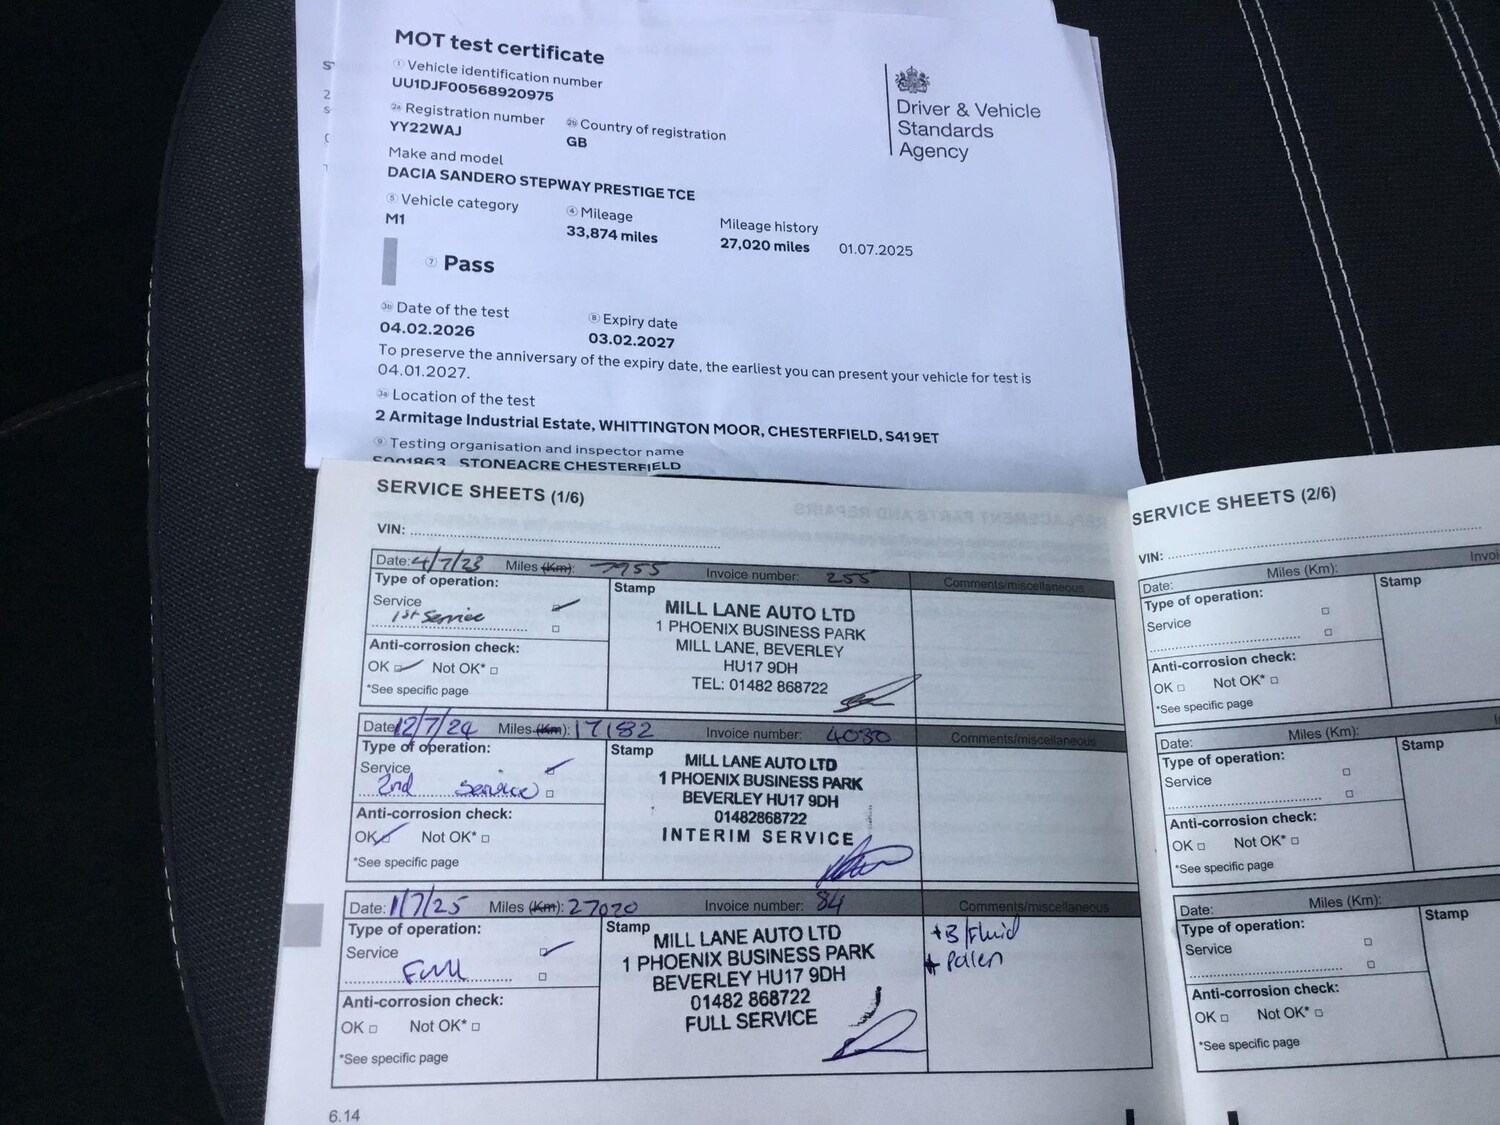 MOT test certificate
1 Vehicle identification number
UU1DJF00568920975
2a Registration number
YY22WAJ
2b Country of registration
GB
Make and model
DACIA SANDERO STEPWAY PRESTIGE TCE
5 Vehicle category
M1
4 Mileage
33,874 miles
Mileage history
27,020 miles 01.07.2025
7 Pass
3b Date of the test
04.02.2026
8 Expiry date
03.02.2027
To preserve the anniversary of the expiry date, the earliest you can present your vehicle for test is
04.01.2027.
3a Location of the test
2 Armitage Industrial Estate, WHITTINGTON MOOR, CHESTERFIELD, S41 9ET
9 Testing organisation and inspector name
S001863 STONEACRE CHESTERFIELD
Driver & Vehicle
Standards
Agency
SERVICE SHEETS (1/6)
VIN:
Date: 4/7/23 Miles (Km): 7955 Invoice number: 255 Comments/miscellaneous
Type of operation:
Service
1st Service
Anti-corrosion check:
OK Not OK*
*See specific page
Stamp
MILL LANE AUTO LTD
1 PHOENIX BUSINESS PARK
MILL LANE, BEVERLEY
HU17 9DH
TEL: 01482 868722
Date: 12/7/24 Miles (Km): 17182 Invoice number: 4030 Comments/miscellaneous
Type of operation:
Service
2nd Service
Anti-corrosion check:
OK Not OK*
*See specific page
Stamp
MILL LANE AUTO LTD
1 PHOENIX BUSINESS PARK
BEVERLEY HU17 9DH
01482868722
INTERIM SERVICE
Date: 1/7/25 Miles (Km): 27020 Invoice number: 84 Comments/miscellaneous
Type of operation:
Service
Full
Anti-corrosion check:
OK Not OK*
*See specific page
Stamp
MILL LANE AUTO LTD
1 PHOENIX BUSINESS PARK
BEVERLEY HU17 9DH
01482 868722
FULL SERVICE
+ B/Fluid
+ Pollen
6.14
SERVICE SHEETS (2/6)
VIN:
Date: Miles (Km): Invoi
Type of operation:
Service
Anti-corrosion check:
OK Not OK*
*See specific page
Stamp
Date: Miles (Km):
Type of operation:
Service
Anti-corrosion check:
OK Not OK*
*See specific page
Stamp
Date: Miles (Km):
Type of operation:
Service
Anti-corrosion check:
OK Not OK*
*See specific page
Stamp